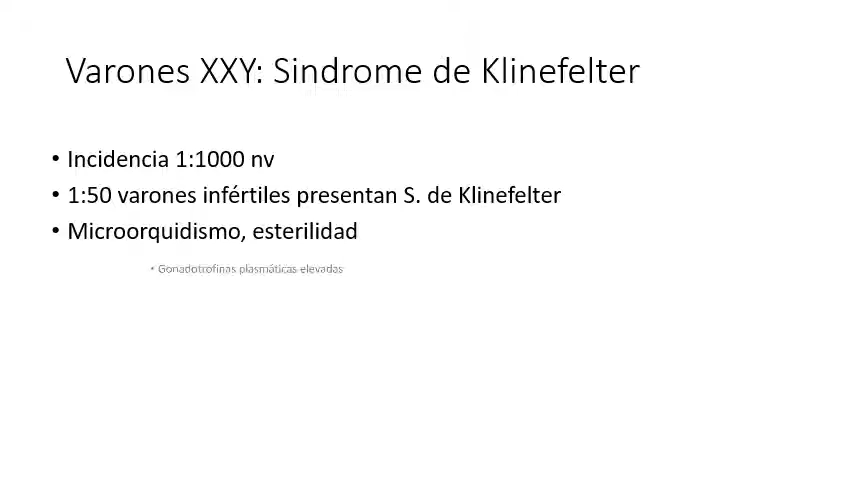 Varones XXY: Sindrome de Klinefelter
• Incidencia 1:1000 nv
• 1:50 varones infértiles presentan S. de Klinefelter
• Microorquidismo, esterilidad
• Gonadotrofinas plasmáticas elevadas